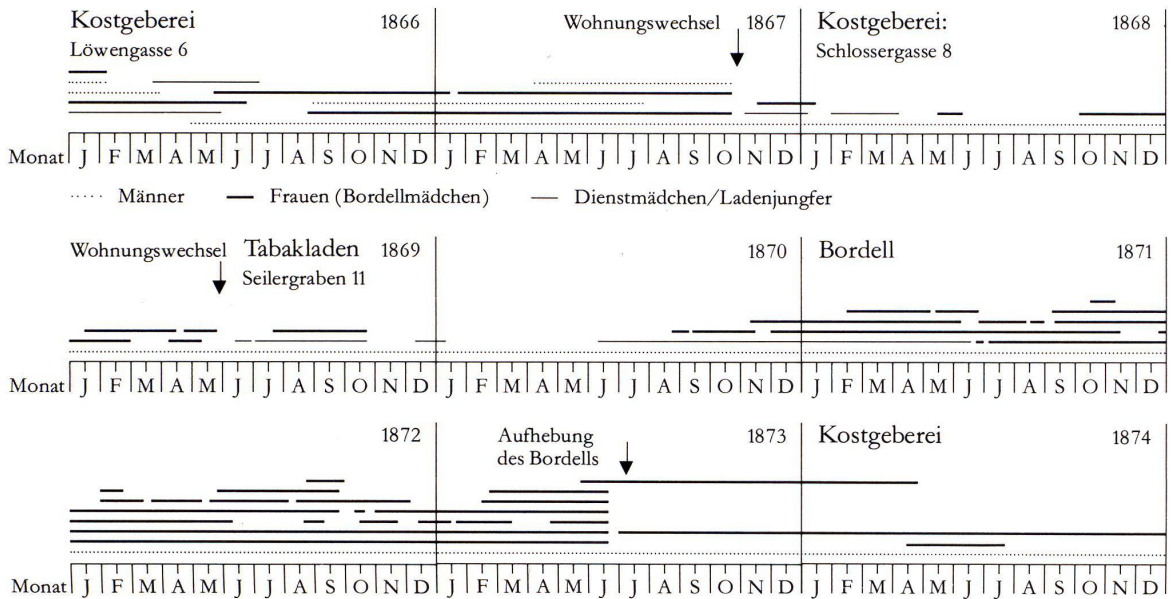 Kostgeberei 1866 Wohnungswechsel 1867 Kostgeberei: 1868
Löwengasse 6 Schlossergasse 8
Monat J F M A M J J A S O N D J F M A M J J A S O N D J F M A M J J A S O N D
Männer Frauen (Bordellmädchen) Dienstmädchen/Ladenjungfer
Wohnungswechsel Tabakladen 1869 1870 Bordell 1871
Seilergraben 11
Monat J F M A M J J A S O N D J F M A M J J A S O N D J F M A M J J A S O N D
1872 Aufhebung 1873 Kostgeberei 1874
des Bordells
Monat J F M A M J J A S O N D J F M A M J J A S O N D J F M A M J J A S O N D